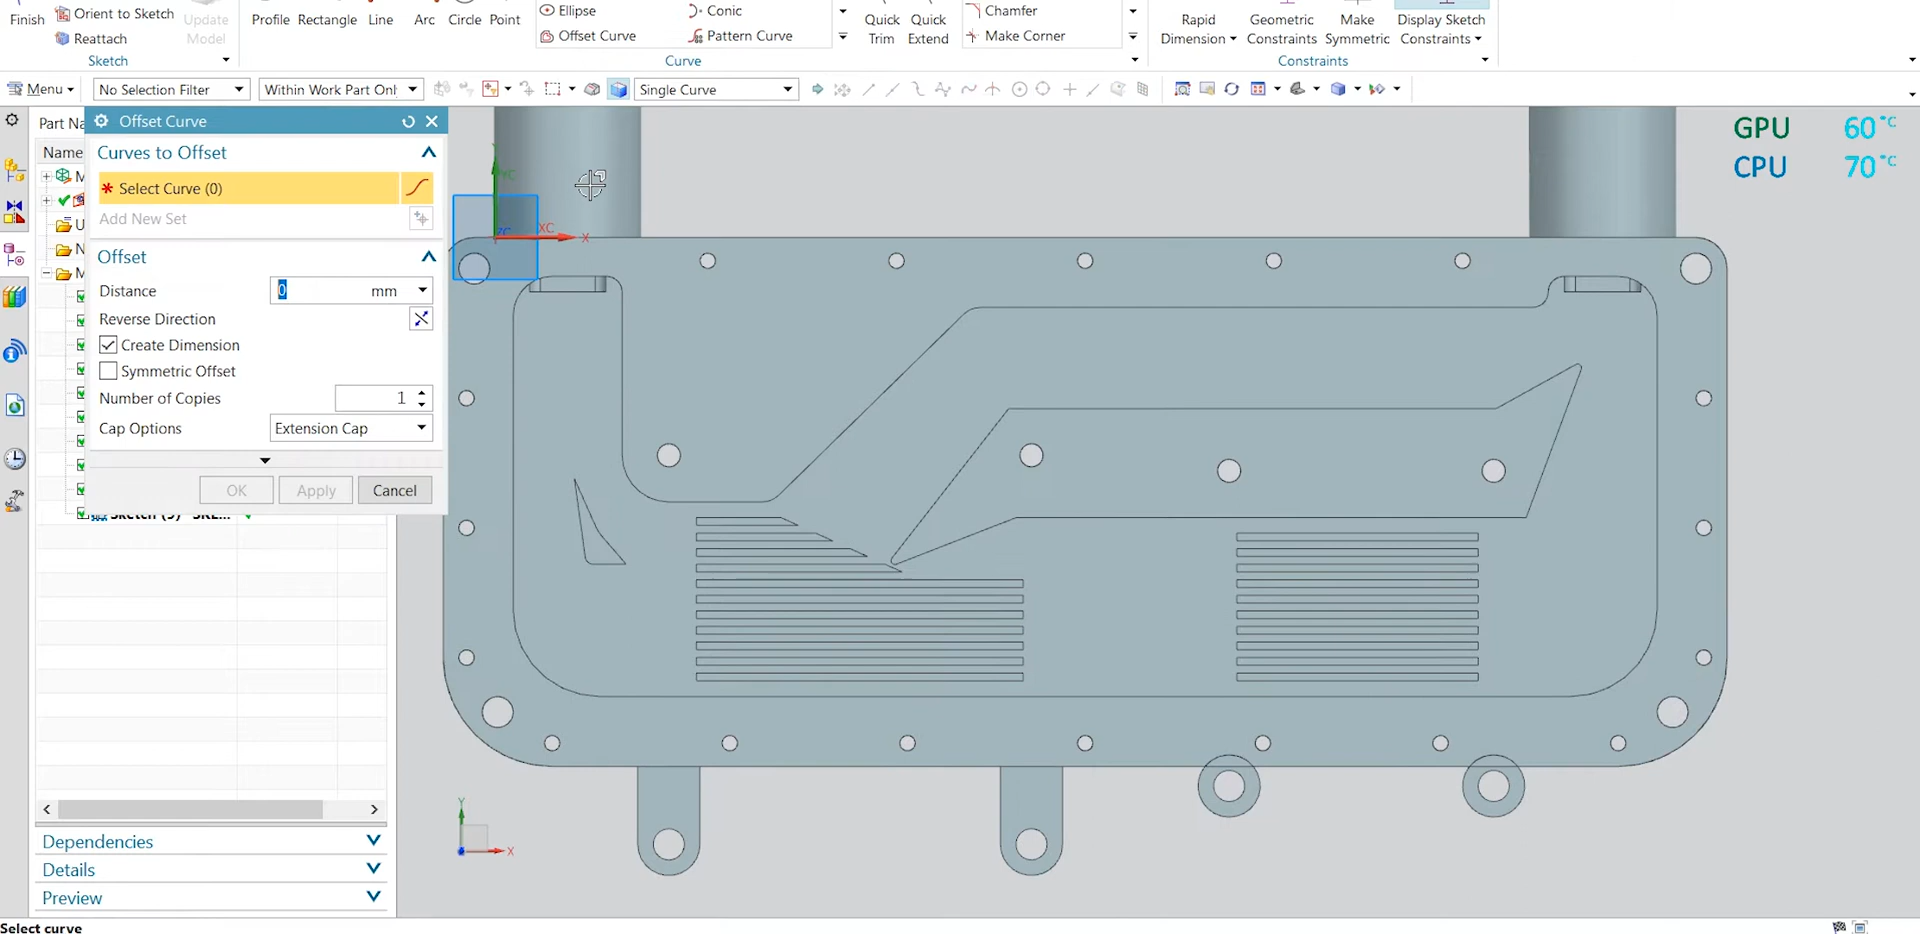 Finish
Orient to Sketch
Reattach
Update
Model
Sketch
Profile
Rectangle
Line
Arc
Circle
Point
Ellipse
Offset Curve
Conic
Pattern Curve
Quick
Trim
Quick
Extend
Chamfer
Make Corner
Curve
Rapid
Dimension
Geometric
Constraints
Make
Symmetric
Display Sketch
Constraints
Constraints
Menu
No Selection Filter
Within Work Part Onl
Single Curve
Part Na
Name
Offset Curve
Curves to Offset
* Select Curve (0)
Add New Set
Offset
Distance
0 mm
Reverse Direction
Create Dimension
Symmetric Offset
Number of Copies
1
Cap Options
Extension Cap
OK
Apply
Cancel
Dependencies
Details
Preview
Select curve
YC
XC
X
Y
X
GPU 60°C
CPU 70°C